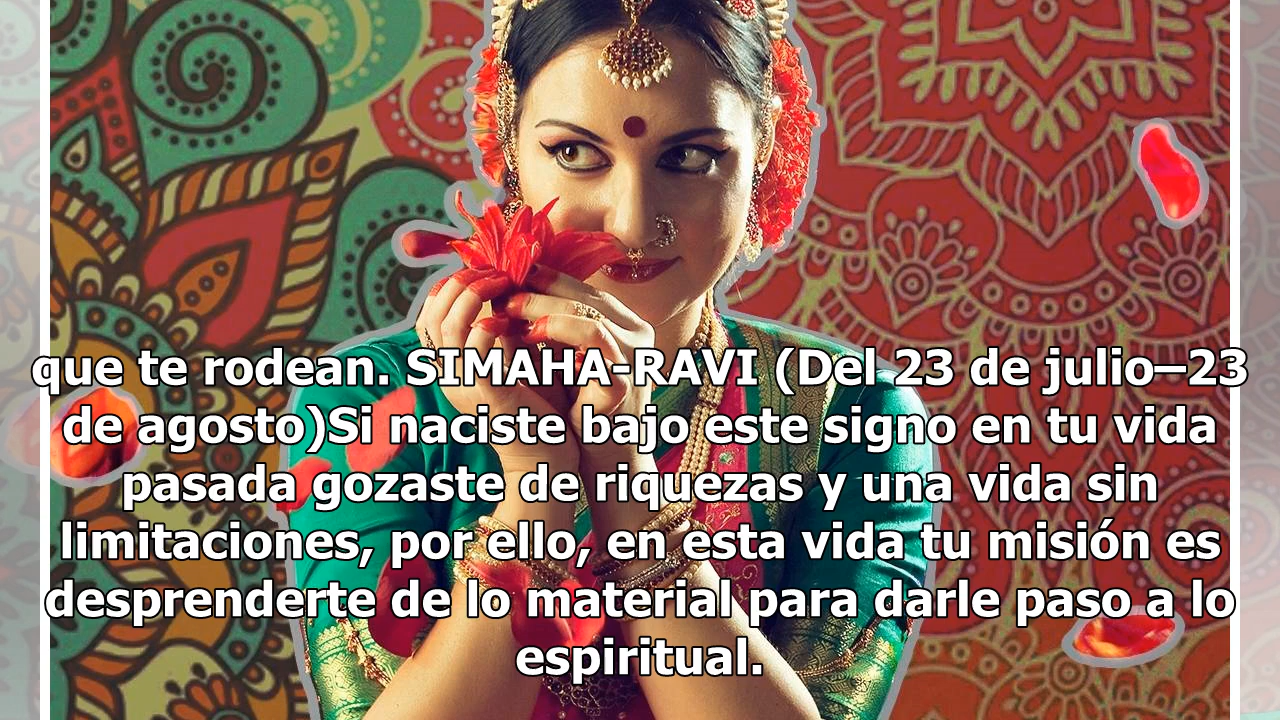 que te rodean. SIMAHA-RAVI (Del 23 de julio—23
de agosto)Si naciste bajo este signo en tu vida
pasada gozaste de riquezas y una vida sin
limitaciones, por ello, en esta vida tu misión es
desprenderte de lo material para darle paso a lo
espiritual.